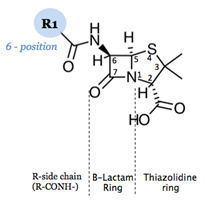 R1
6 - position
O
H
N
H
H
S
6
5
4
3
7
1
2
N
O
H
O
HO
R-side chain
(R-CONH-)
B-Lactam
Ring
Thiazolidine
ring